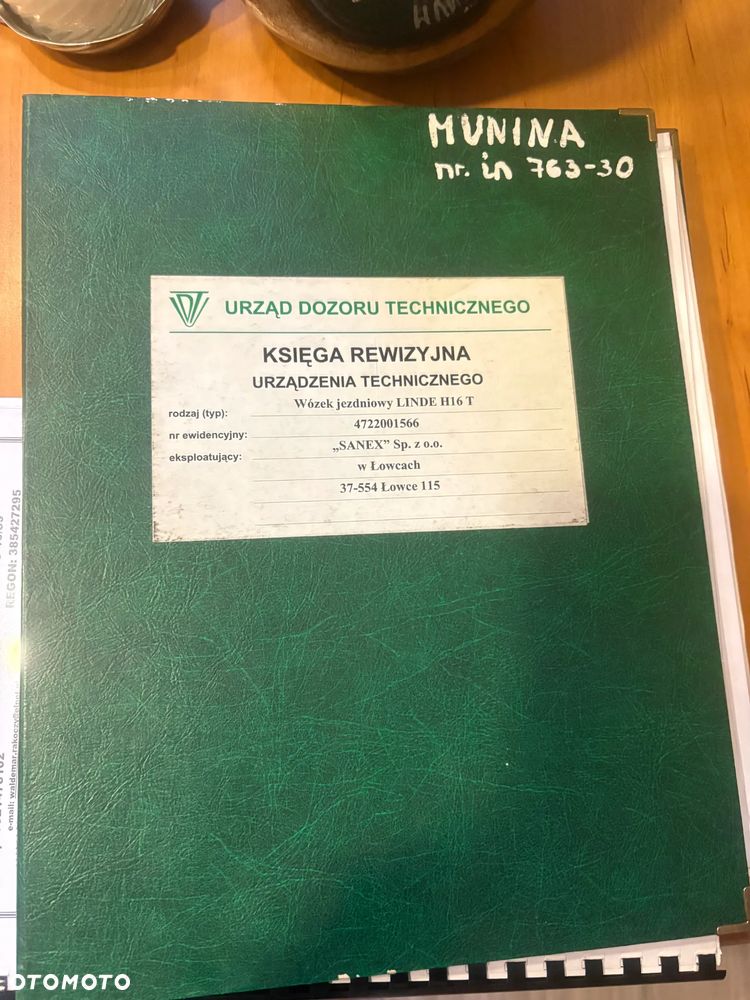 MUNINA
nr. in 763-30
UDT
URZĄD DOZORU TECHNICZNEGO
KSIĘGA REWIZYJNA
URZĄDZENIA TECHNICZNEGO
rodzaj (typ): Wózek jezdniowy LINDE H16 T
nr ewidencyjny: 4722001566
eksploatujący: „SANEX” Sp. z o.o.
w Łowcach
37-554 Łowce 115
REGON: 385427295
OTOMOTO